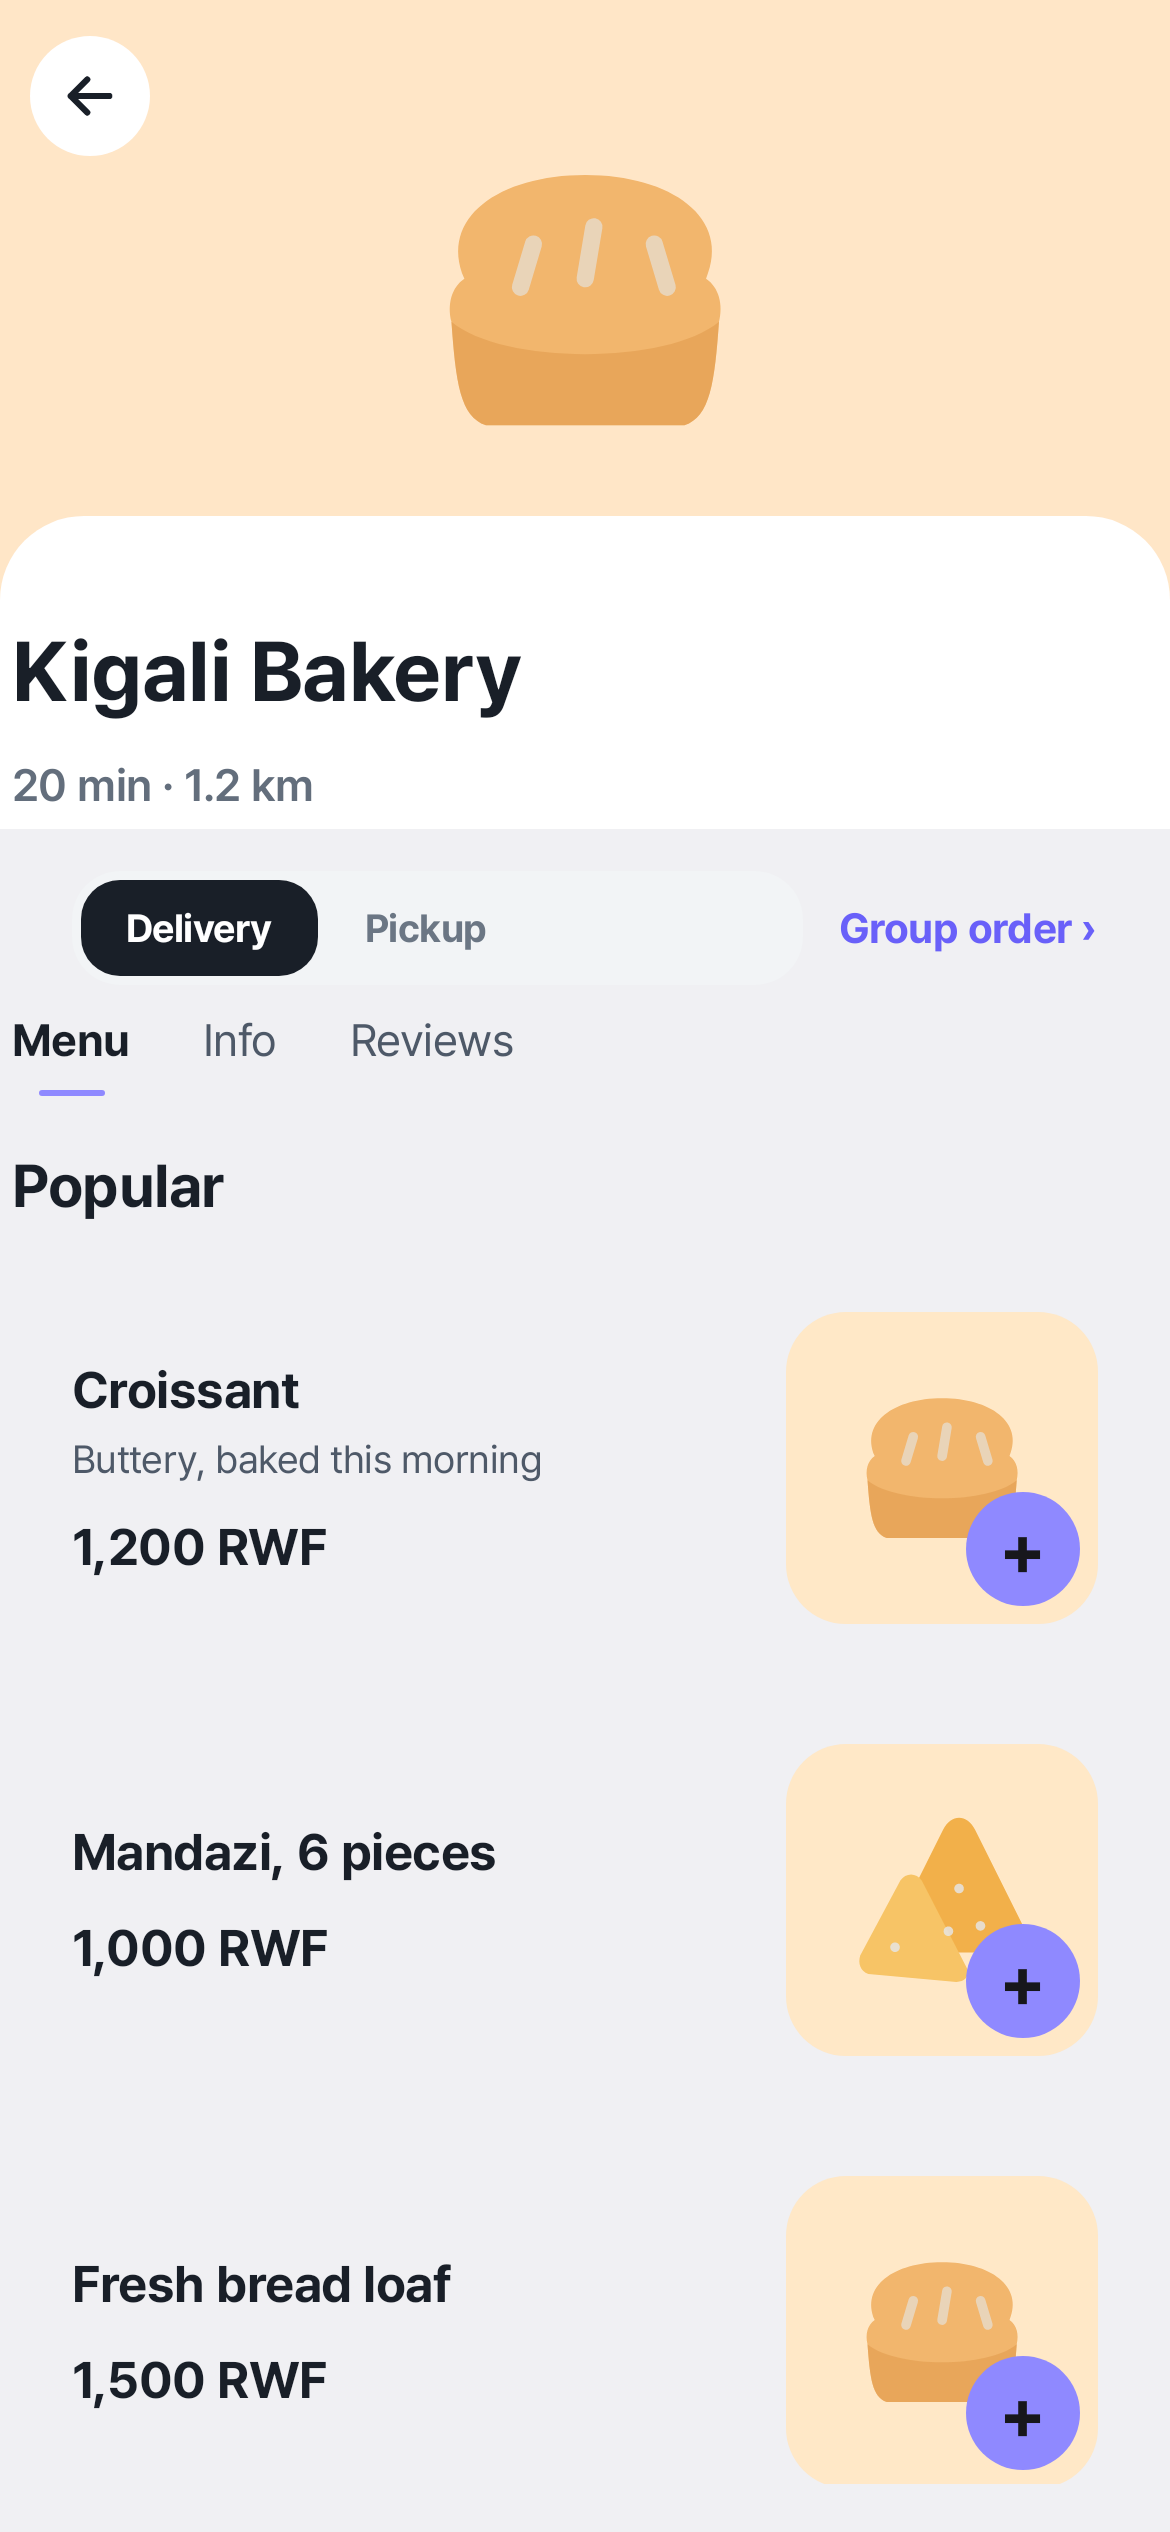 Kigali Bakery
20 min · 1.2 km
Delivery Pickup Group order ›
Menu Info Reviews
Popular
Croissant
Buttery, baked this morning
1,200 RWF
+
Mandazi, 6 pieces
1,000 RWF
+
Fresh bread loaf
1,500 RWF
+